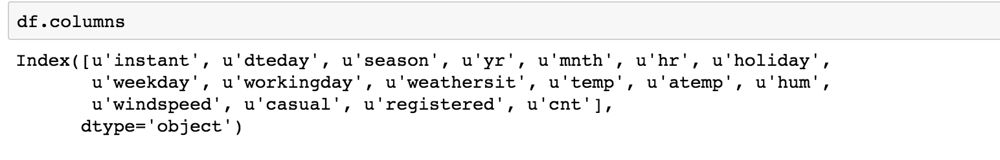 df.columns
Index([u'instant', u'dteday', u'season', u'yr', u'mnth', u'hr', u'holiday',
u'weekday', u'workingday', u'weathersit', u'temp', u'atemp', u'hum',
u'windspeed', u'casual', u'registered', u'cnt'],
dtype='object')